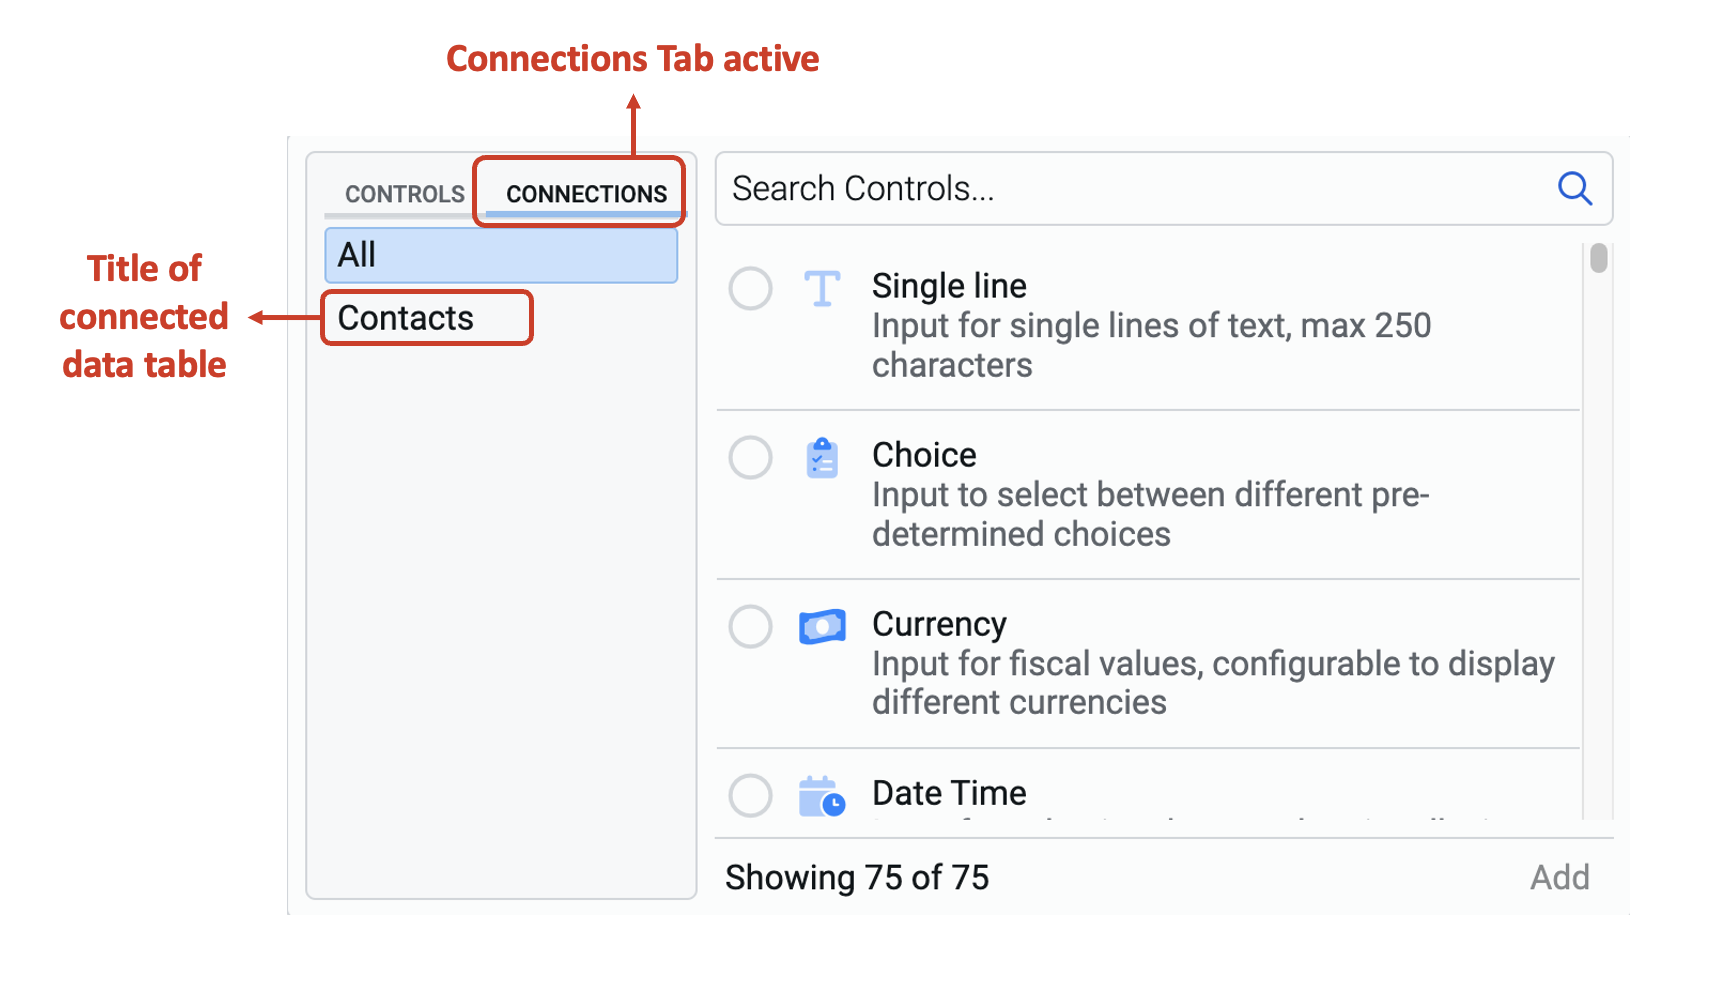 Connections Tab active
CONTROLS CONNECTIONS
All
Contacts
Title of
connected
data table
Search Controls...
Single line
Input for single lines of text, max 250
characters
Choice
Input to select between different pre-
determined choices
Currency
Input for fiscal values, configurable to display
different currencies
Date Time
Showing 75 of 75
Add